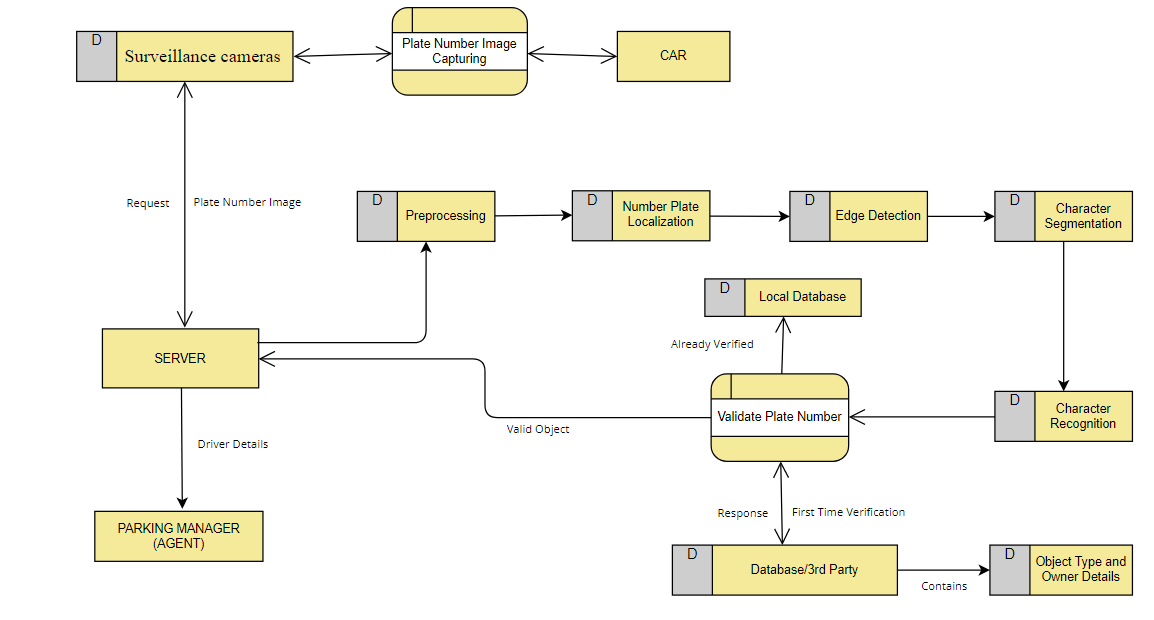 D
Surveillance cameras
Plate Number Image
Capturing
CAR
Request
Plate Number Image
D
Preprocessing
D
Number Plate
Localization
D
Edge Detection
D
Character
Segmentation
D
Local Database
Already Verified
SERVER
Valid Object
Validate Plate Number
D
Character
Recognition
Driver Details
Response
First Time Verification
PARKING MANAGER
(AGENT)
D
Database/3rd Party
Contains
D
Object Type and
Owner Details